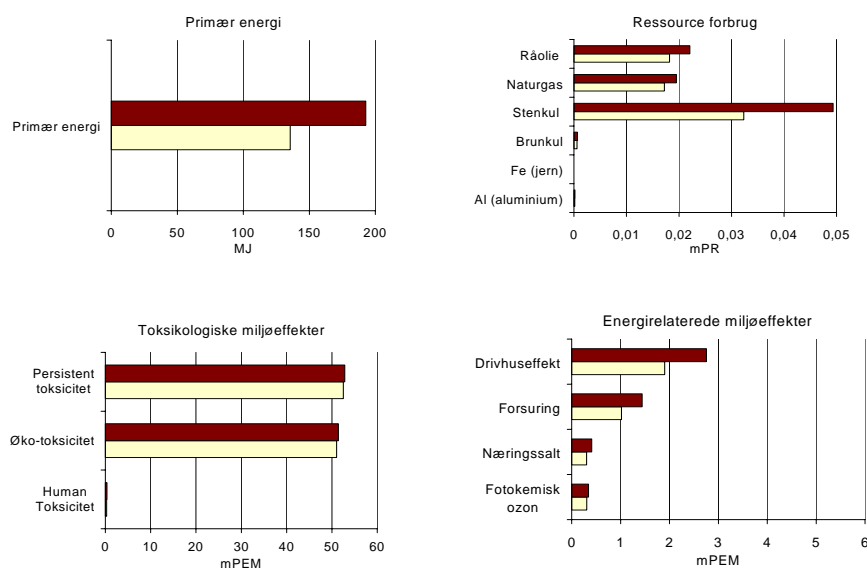 Primær energi
Primær energi
0 50 100 150 200
MJ
Ressource forbrug
Råolie
Naturgas
Stenkul
Brunkul
Fe (jern)
Al (aluminium)
0 0,01 0,02 0,03 0,04 0,05
mPR
Toksikologiske miljøeffekter
Persistent
toksicitet
Øko-toksicitet
Human
Toksicitet
0 10 20 30 40 50 60
mPEM
Energirelaterede miljøeffekter
Drivhuseffekt
Forsuring
Næringssalt
Fotokemisk
ozon
0 1 2 3 4 5 6
mPEM